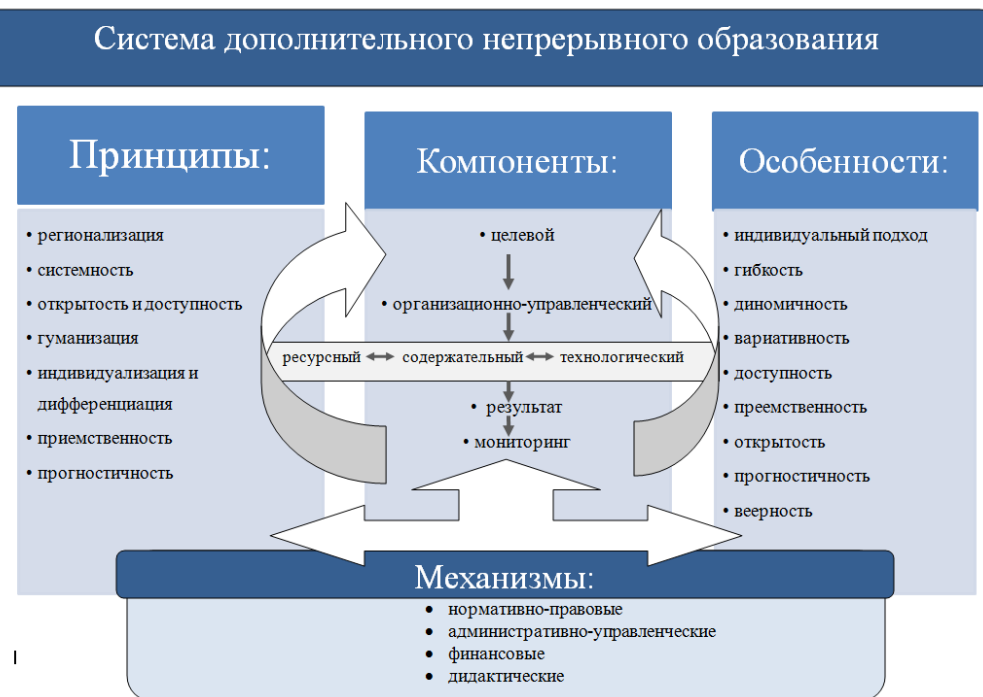 Система дополнительного непрерывного образования
Принципы:
• регионализация
• системность
• открытость и доступность
• гуманизация
• индивидуализация и
дифференциация
• приемственность
• прогностичность
Компоненты:
• целевой
• организационно-управленческий
ресурсный содержательный технологический
• результат
• мониторинг
Особенности:
• индивидуальный подход
• гибкость
• диномичность
• вариативность
• доступность
• преемственность
• открытость
• прогностичность
• веерность
Механизмы:
• нормативно-правовые
• административно-управленческие
• финансовые
• дидактические